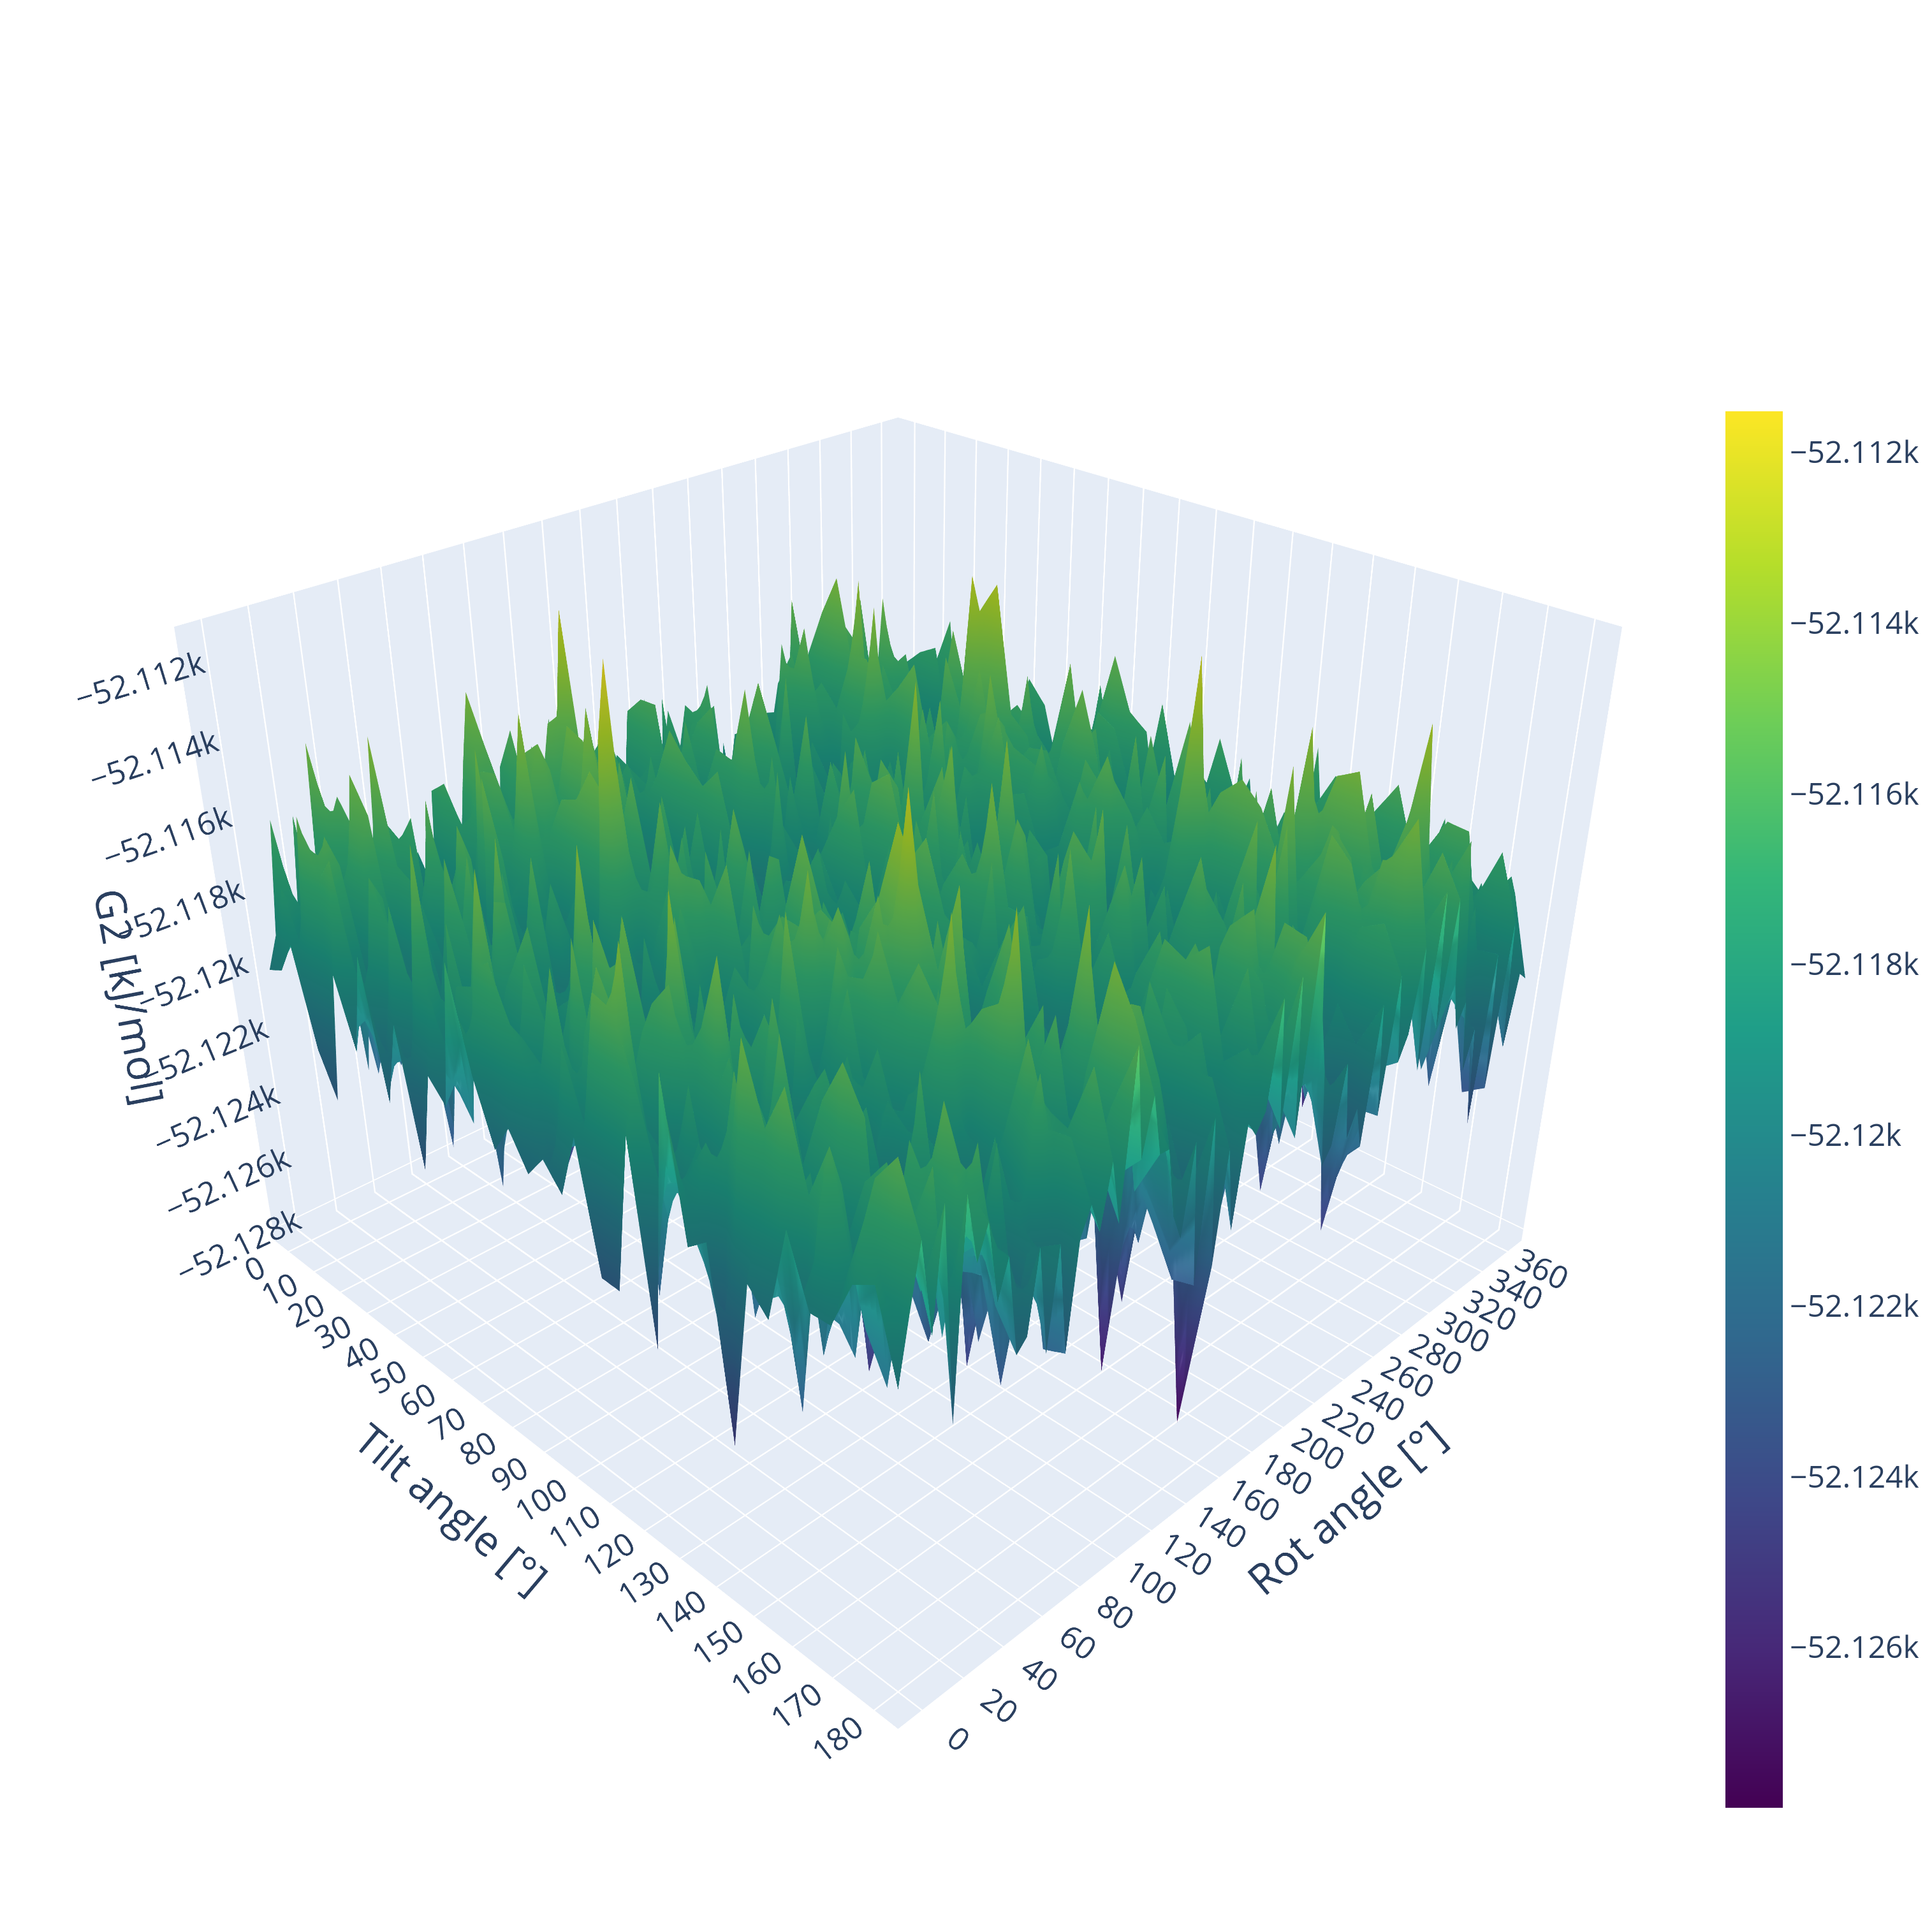 −52.112k
−52.114k
−52.116k
−52.118k
−52.12k
−52.122k
−52.124k
−52.126k
−52.128k
G2 [kJ/mol]
0
10
20
30
40
50
60
70
80
90
100
110
120
130
140
150
160
170
180
Tilt angle [°]
0
20
40
60
80
100
120
140
160
180
200
220
240
260
280
300
320
340
360
Rot angle [°]
−52.112k
−52.114k
−52.116k
−52.118k
−52.12k
−52.122k
−52.124k
−52.126k